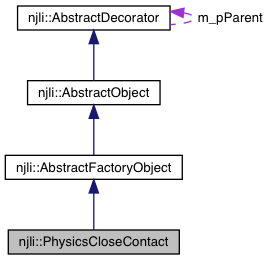 njli::AbstractDecorator
m_pParent
njli::AbstractObject
njli::AbstractFactoryObject
njli::PhysicsCloseContact